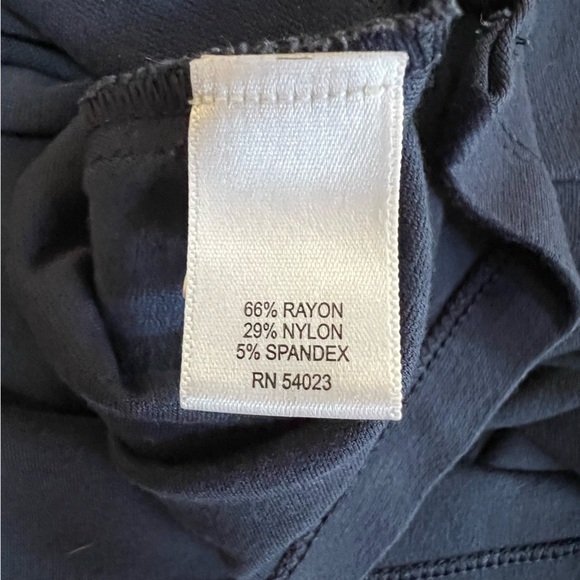 66% RAYON
29% NYLON
5% SPANDEX
RN 54023